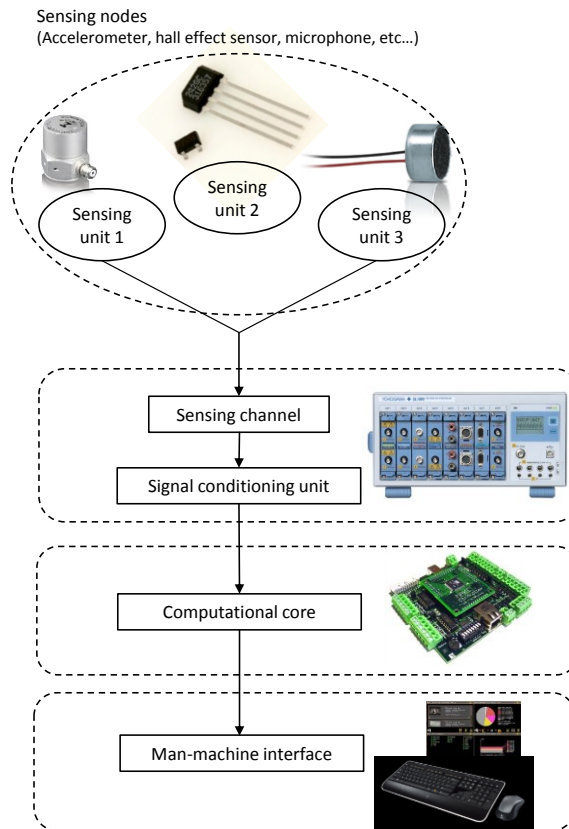 Sensing nodes
(Accelerometer, hall effect sensor, microphone, etc…)
Sensing
unit 1
Sensing
unit 2
Sensing
unit 3
Sensing channel
YOKOGAWA
Signal conditioning unit
Computational core
Man-machine interface